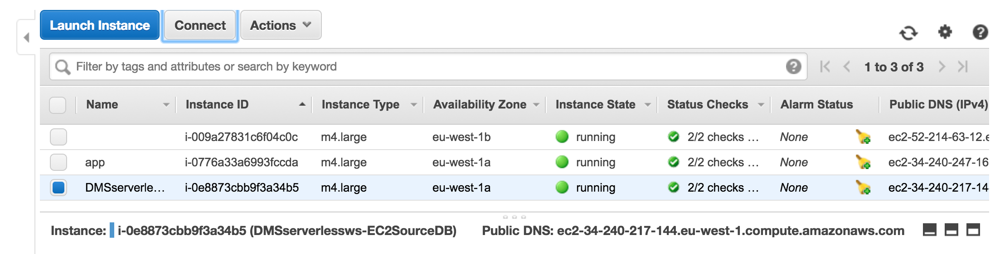 Launch Instance Connect Actions
Filter by tags and attributes or search by keyword 1 to 3 of 3
Name Instance ID Instance Type Availability Zone Instance State Status Checks Alarm Status Public DNS (IPv4)
i-009a27831c6f04c0c m4.large eu-west-1b running 2/2 checks … None ec2-52-214-63-12.e
app i-0776a33a6993fccda m4.large eu-west-1a running 2/2 checks … None ec2-34-240-247-16
DMSserverle… i-0e8873cbb9f3a34b5 m4.large eu-west-1a running 2/2 checks … None ec2-34-240-217-14
Instance: i-0e8873cbb9f3a34b5 (DMSserverlessws-EC2SourceDB) Public DNS: ec2-34-240-217-144.eu-west-1.compute.amazonaws.com